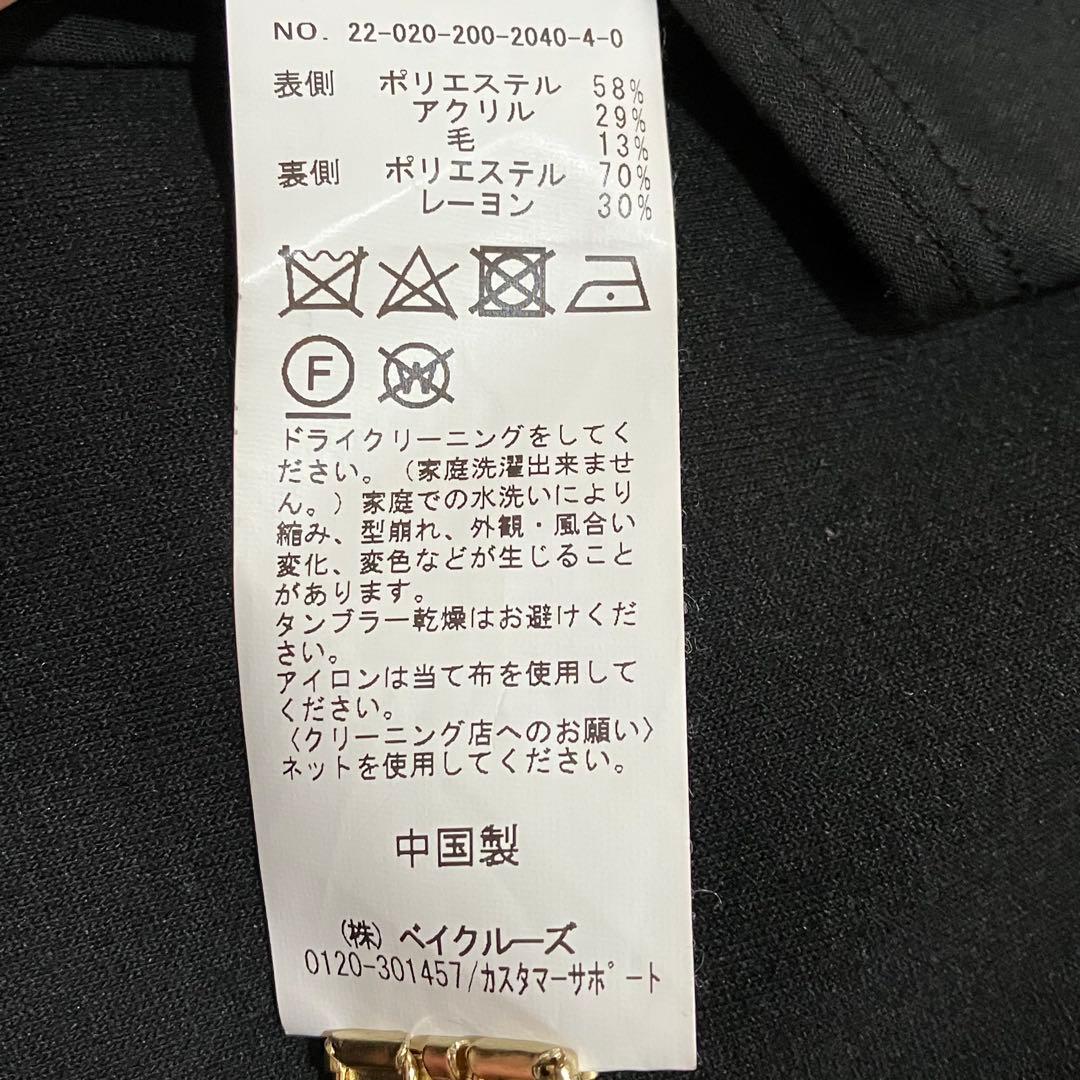 NO. 22-020-200-2040-4-0
表側 ポリエステル 58%
アクリル 29%
毛 13%
裏側 ポリエステル 70%
レーヨン 30%
F W
ドライクリーニングをしてく
ださい。（家庭洗濯出来ませ
ん。）家庭での水洗いにより
縮み、型崩れ、外観・風合い
変化、変色などが生じること
があります。
タンブラー乾燥はお避けくだ
さい。
アイロンは当て布を使用して
ください。
〈クリーニング店へのお願い〉
ネットを使用してください。
中国製
(株) ベイクルーズ
0120-301457/カスタマーサポート